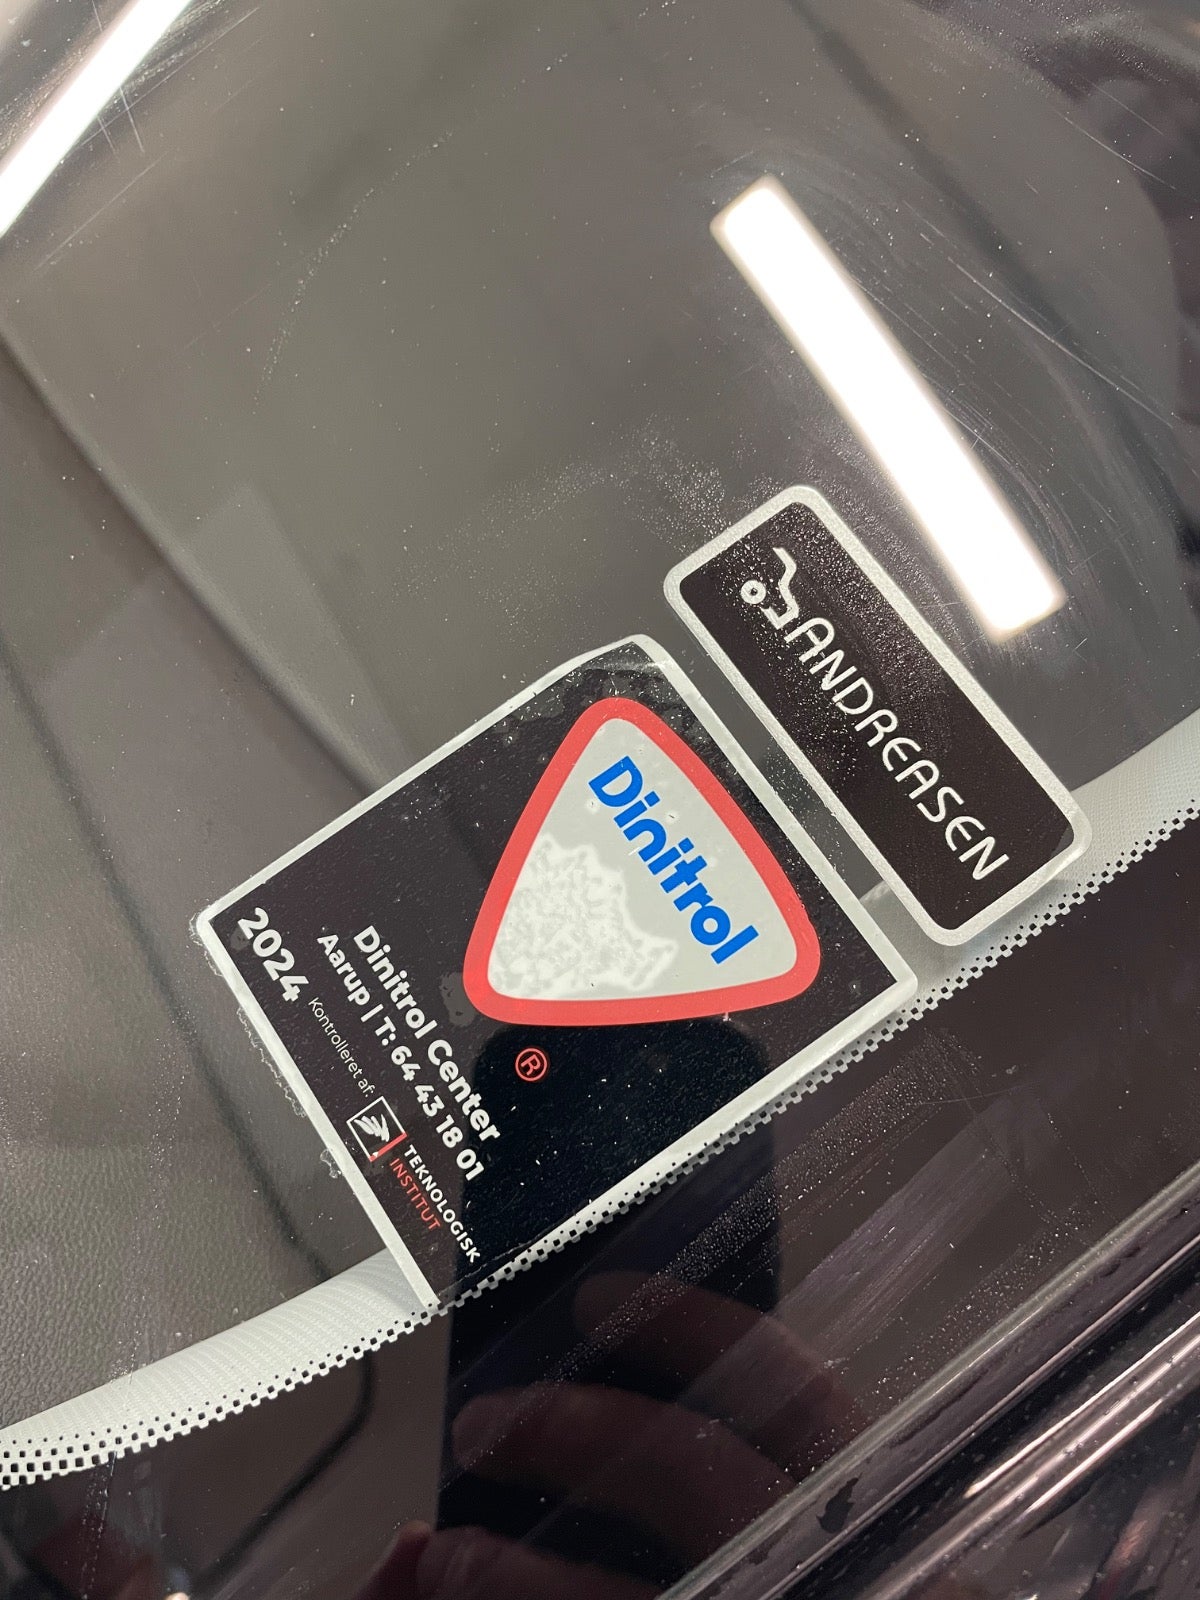 ANDREASEN
Dinitrol
®
Dinitrol Center
Aarup | T: 64 43 18 01
2024
Kontrolleret af:
TEKNOLOGISK
INSTITUT